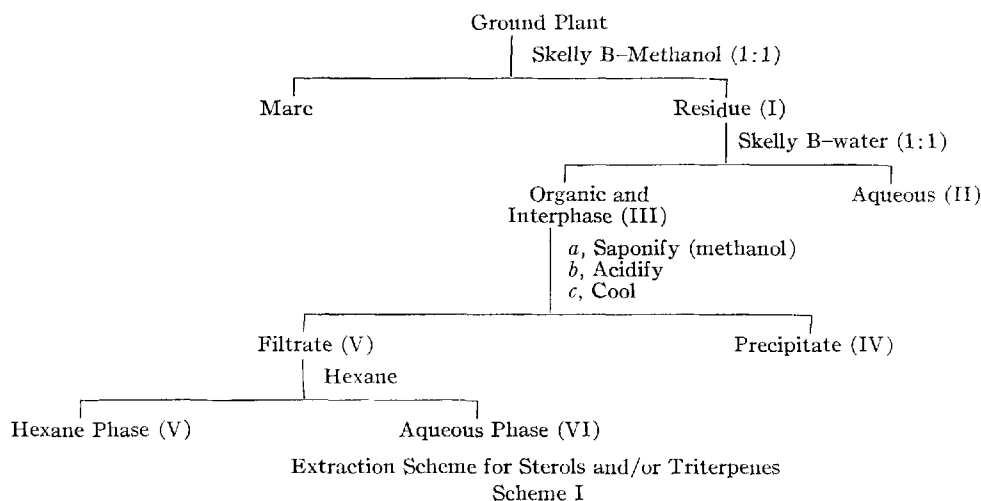 Ground Plant
Skelly B–Methanol (1:1)
Marc
Residue (I)
Skelly B–water (1:1)
Organic and
Interphase (III)
Aqueous (II)
a, Saponify (methanol)
b, Acidify
c, Cool
Filtrate (V)
Precipitate (IV)
Hexane
Hexane Phase (V)
Aqueous Phase (VI)
Extraction Scheme for Sterols and/or Triterpenes
Scheme I